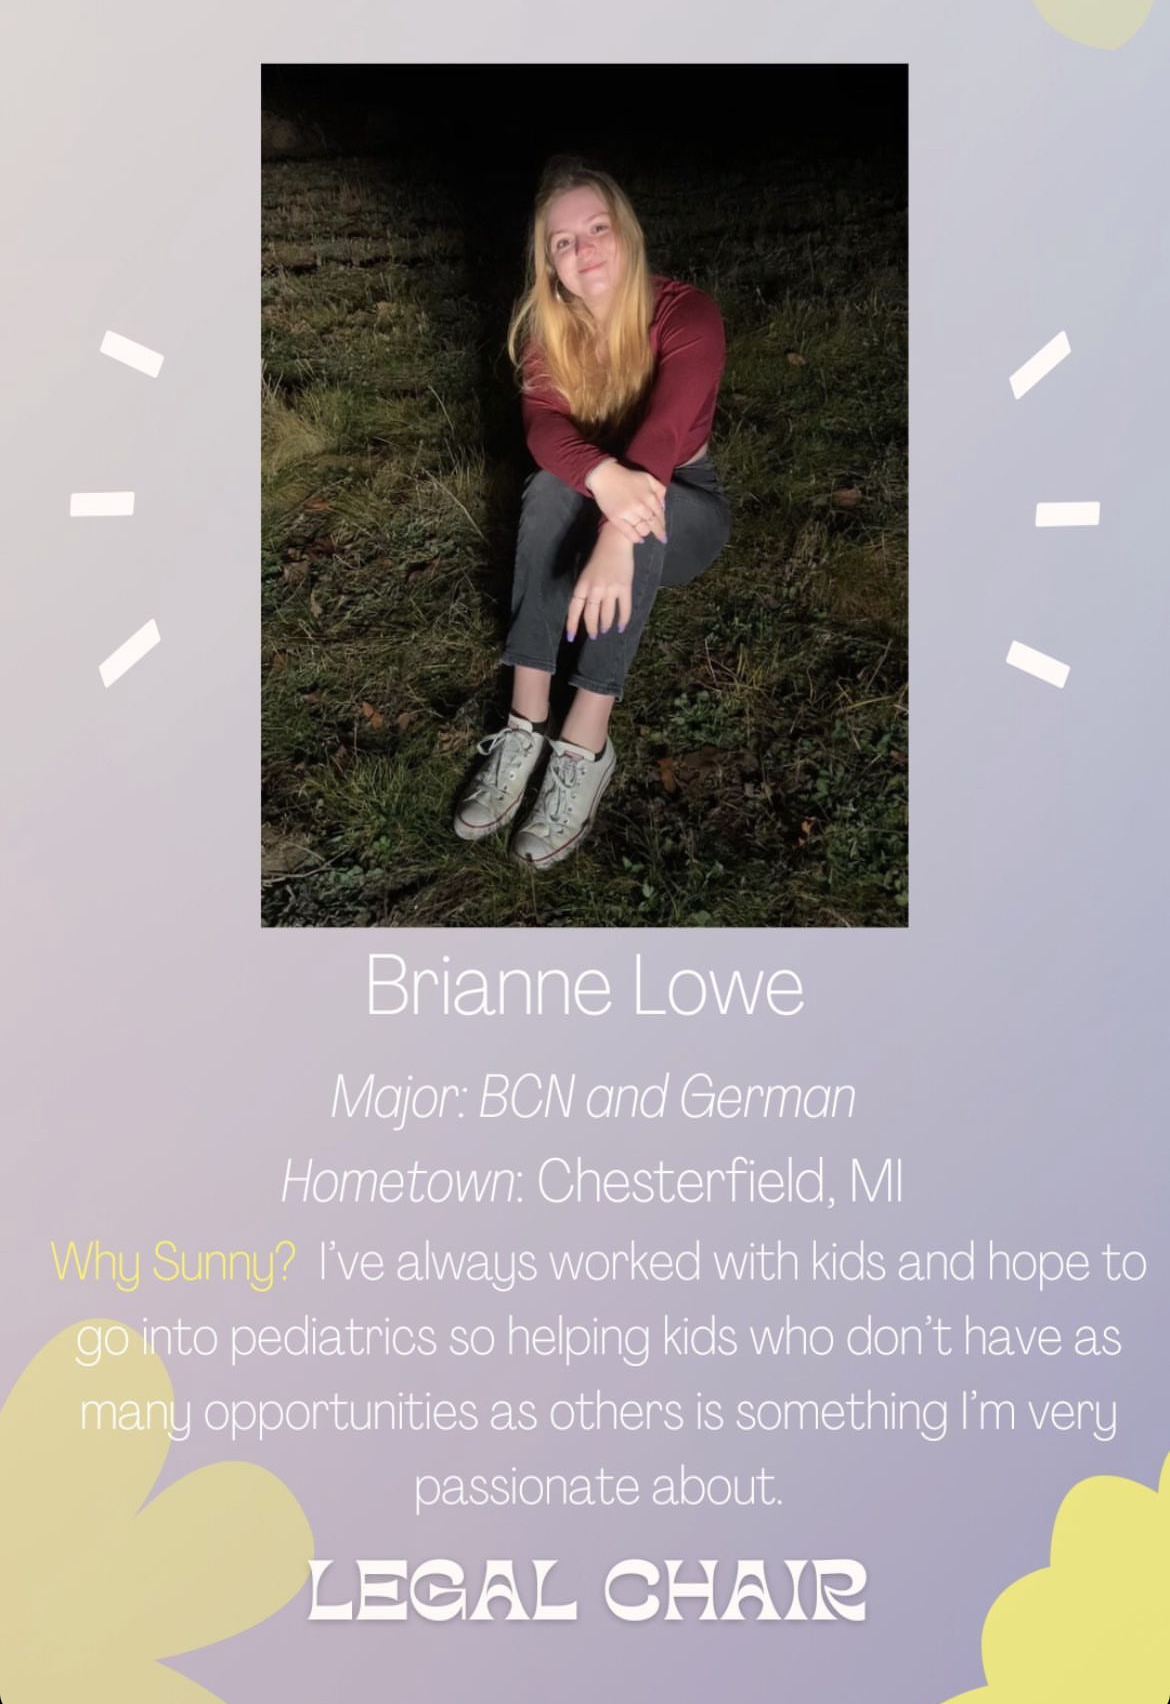 Brianne Lowe
Major: BCN and German
Hometown: Chesterfield, MI
Why Sunny? I've always worked with kids and hope to
go into pediatrics so helping kids who don't have as
many opportunities as others is something I'm very
passionate about.
LEGAL CHAIR